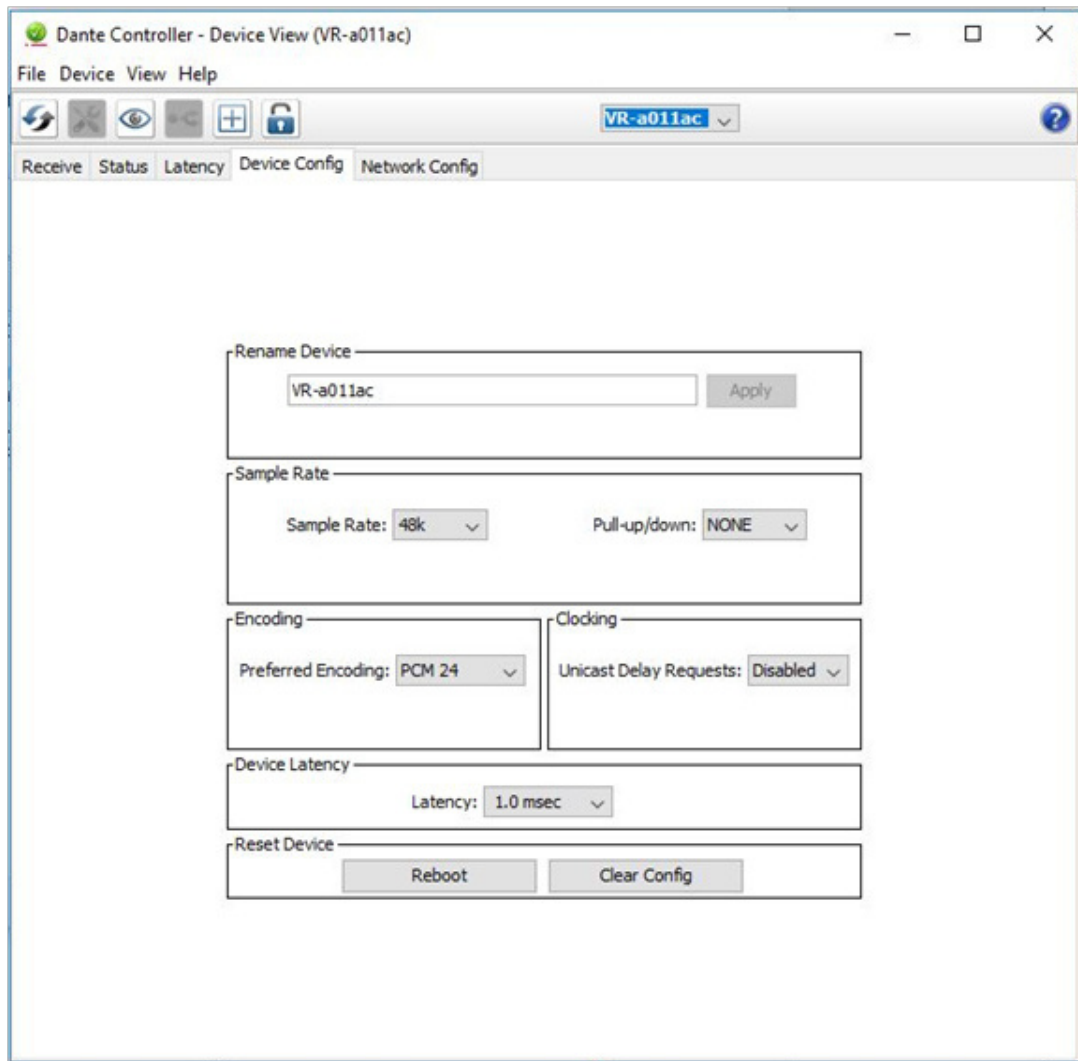 Dante Controller - Device View (VR-a011ac)
File Device View Help
VR-a011ac
?
Receive Status Latency Device Config Network Config
Rename Device
VR-a011ac Apply
Sample Rate
Sample Rate: 48k Pull-up/down: NONE
Encoding Clocking
Preferred Encoding: PCM 24 Unicast Delay Requests: Disabled
Device Latency
Latency: 1.0 msec
Reset Device
Reboot Clear Config